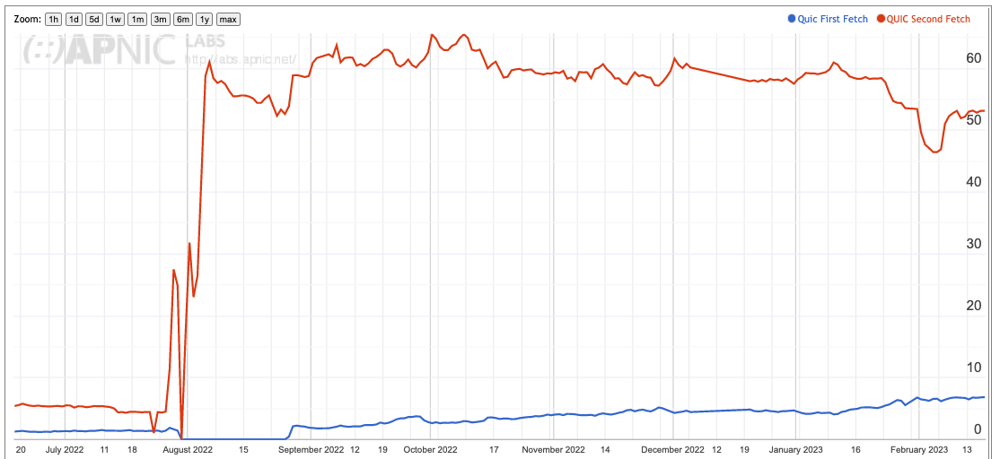 Zoom: 1h 1d 5d 1w 1m 3m 6m 1y max Quic First Fetch QUIC Second Fetch
(::)APNIC LABS
http://labs.apnic.net/
60
50
40
30
20
10
0
20 July 2022 11 18 August 2022 15 September 2022 12 19 October 2022 17 November 2022 14 December 2022 12 19 January 2023 16 February 2023 13